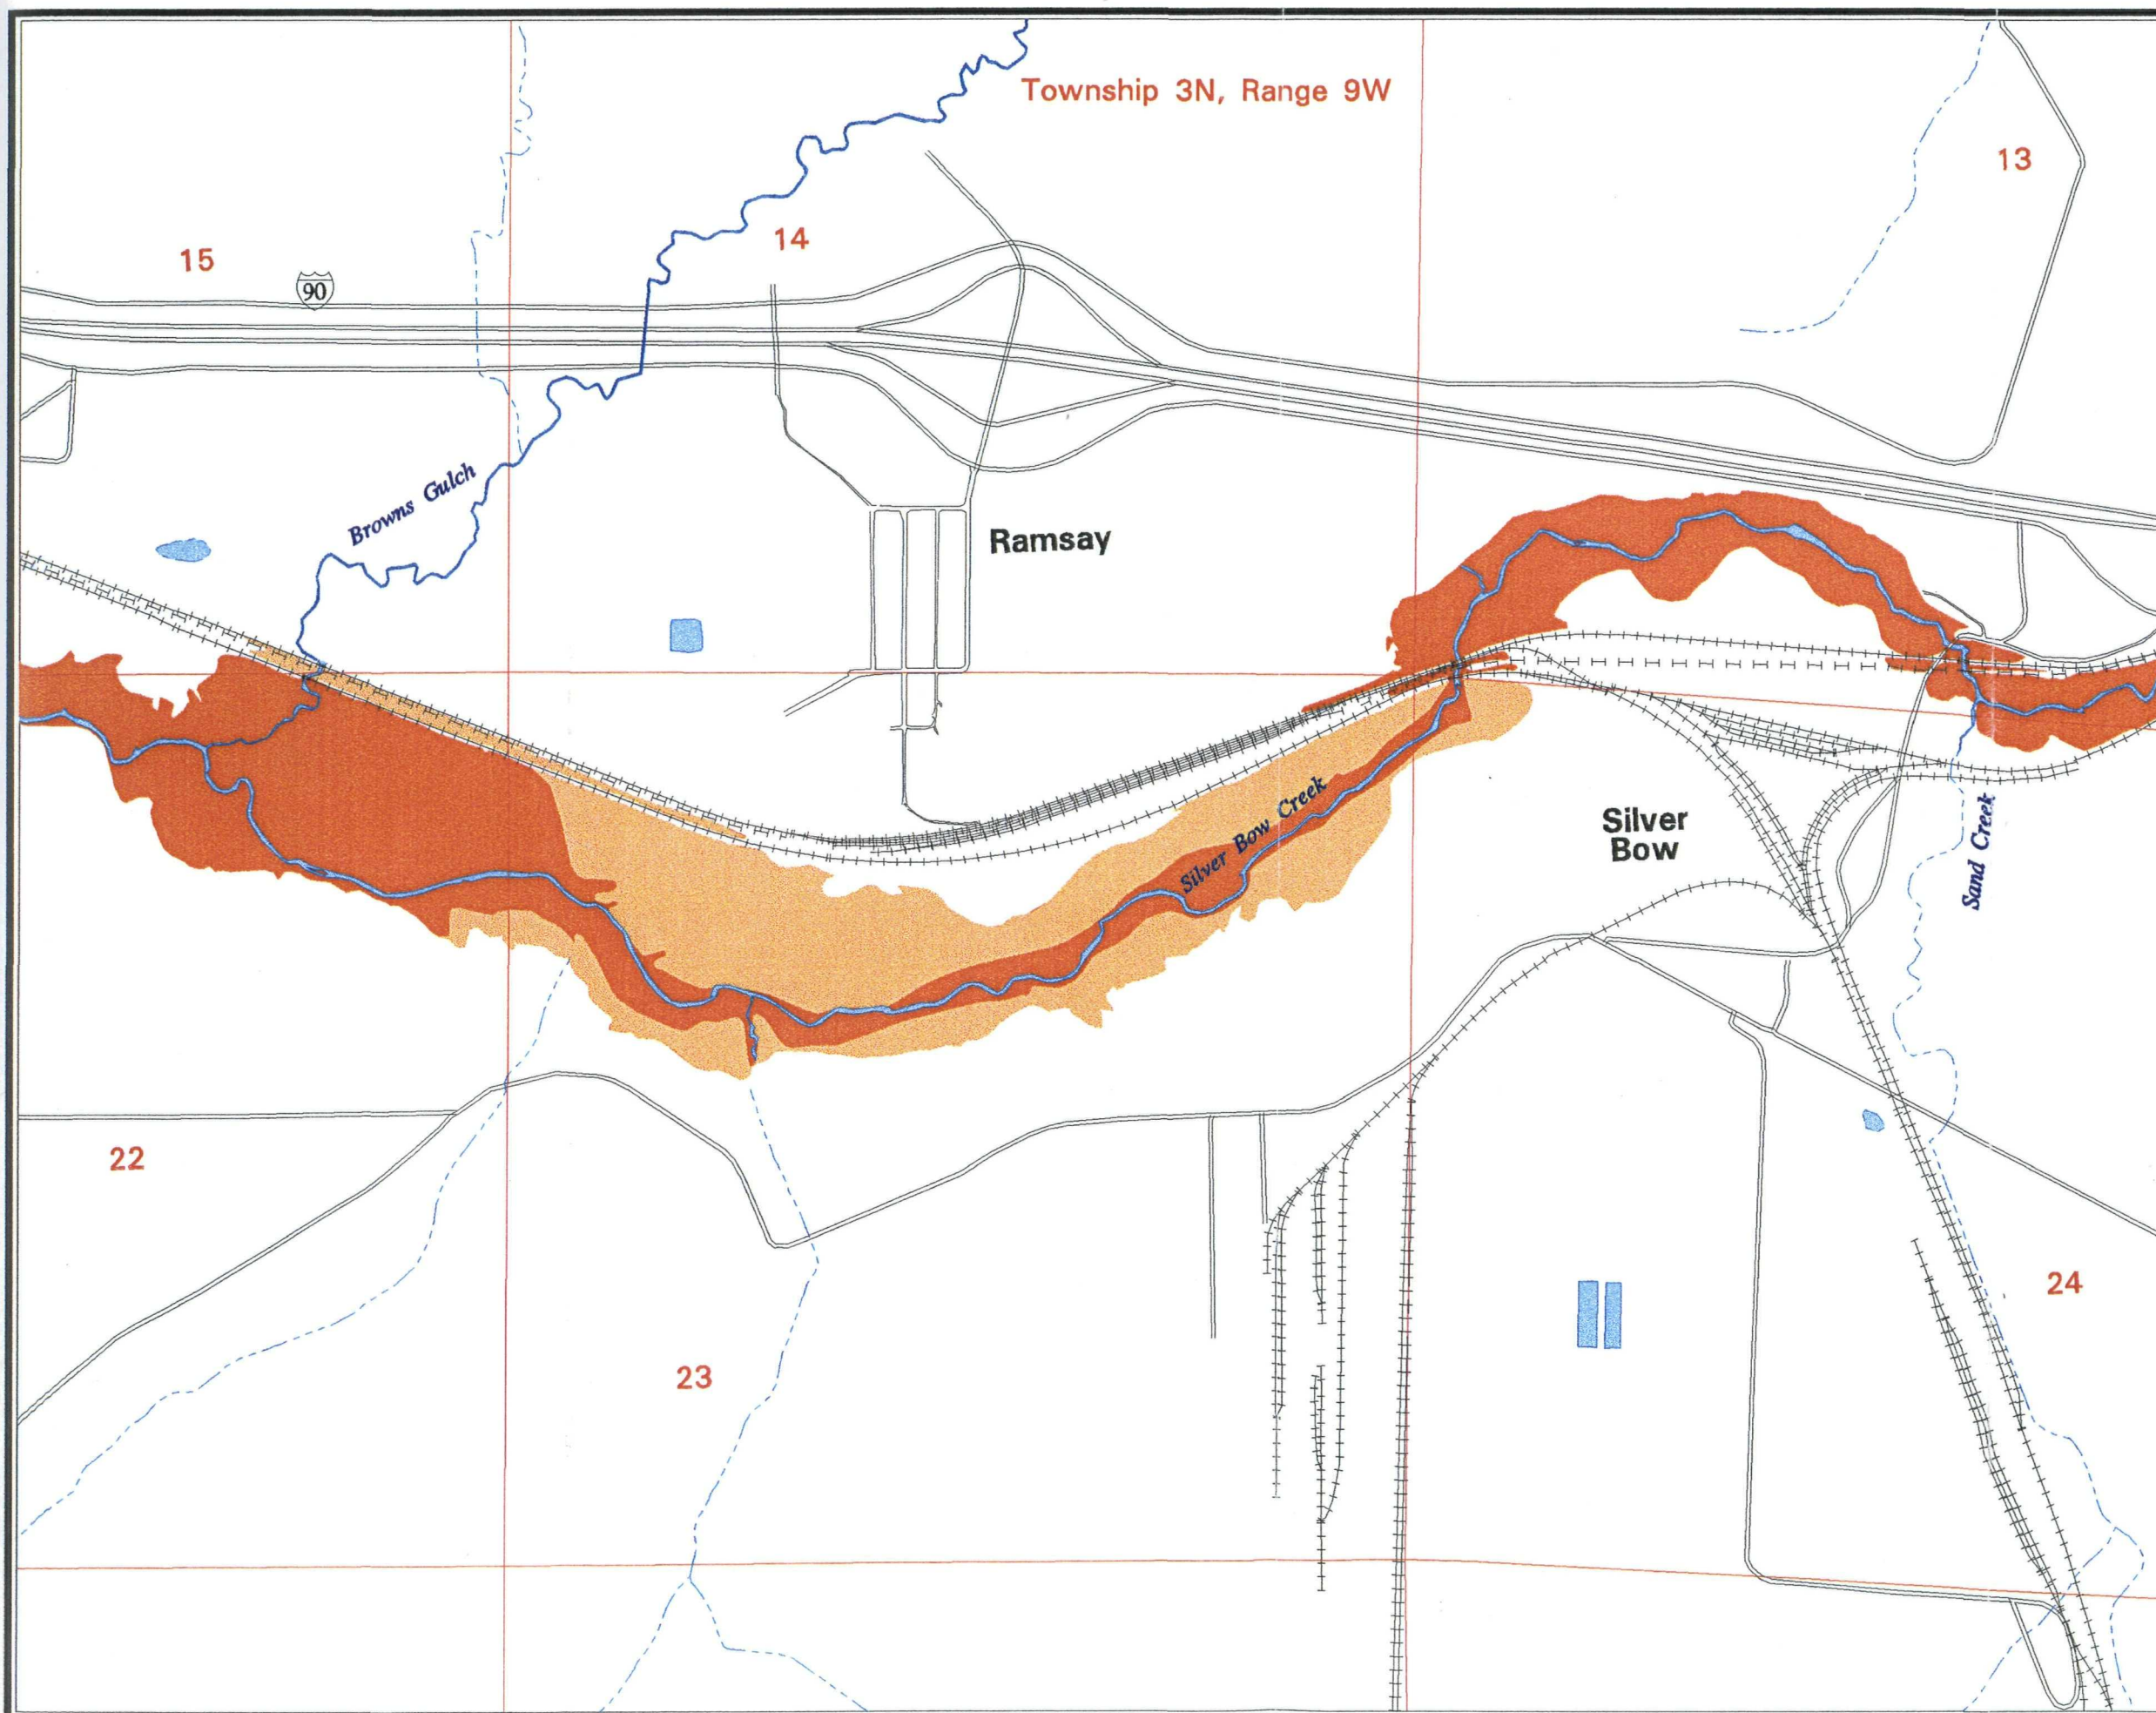 Township 3N, Range 9W
13
14
15
90
Browns Gulch
Ramsay
Silver Bow Creek
Silver
Bow
Sand Creek
22
24
23